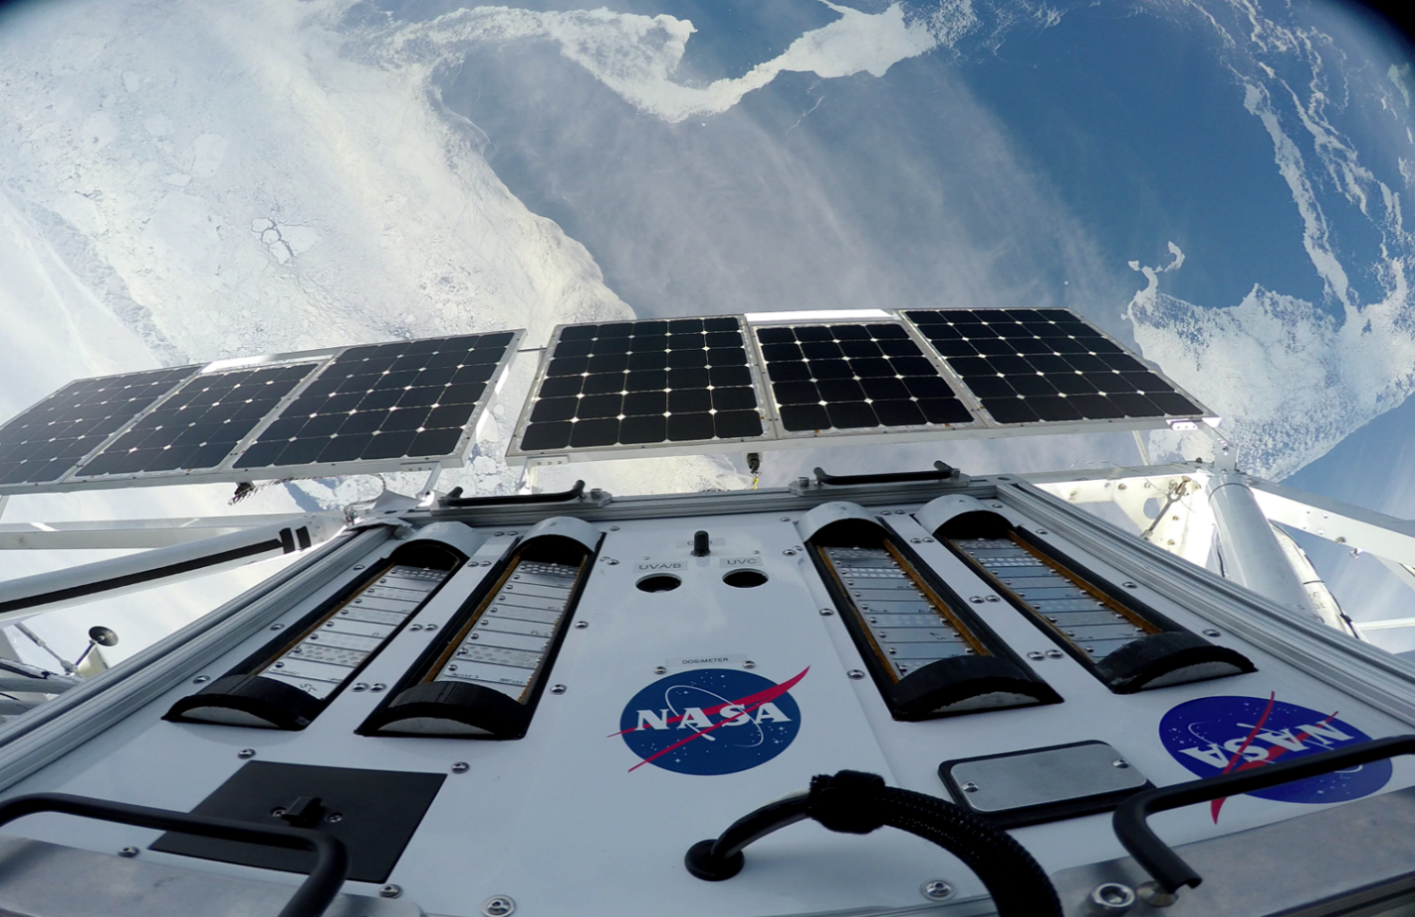 UVA/B
UVC
DOSIMETER
NASA
NASA